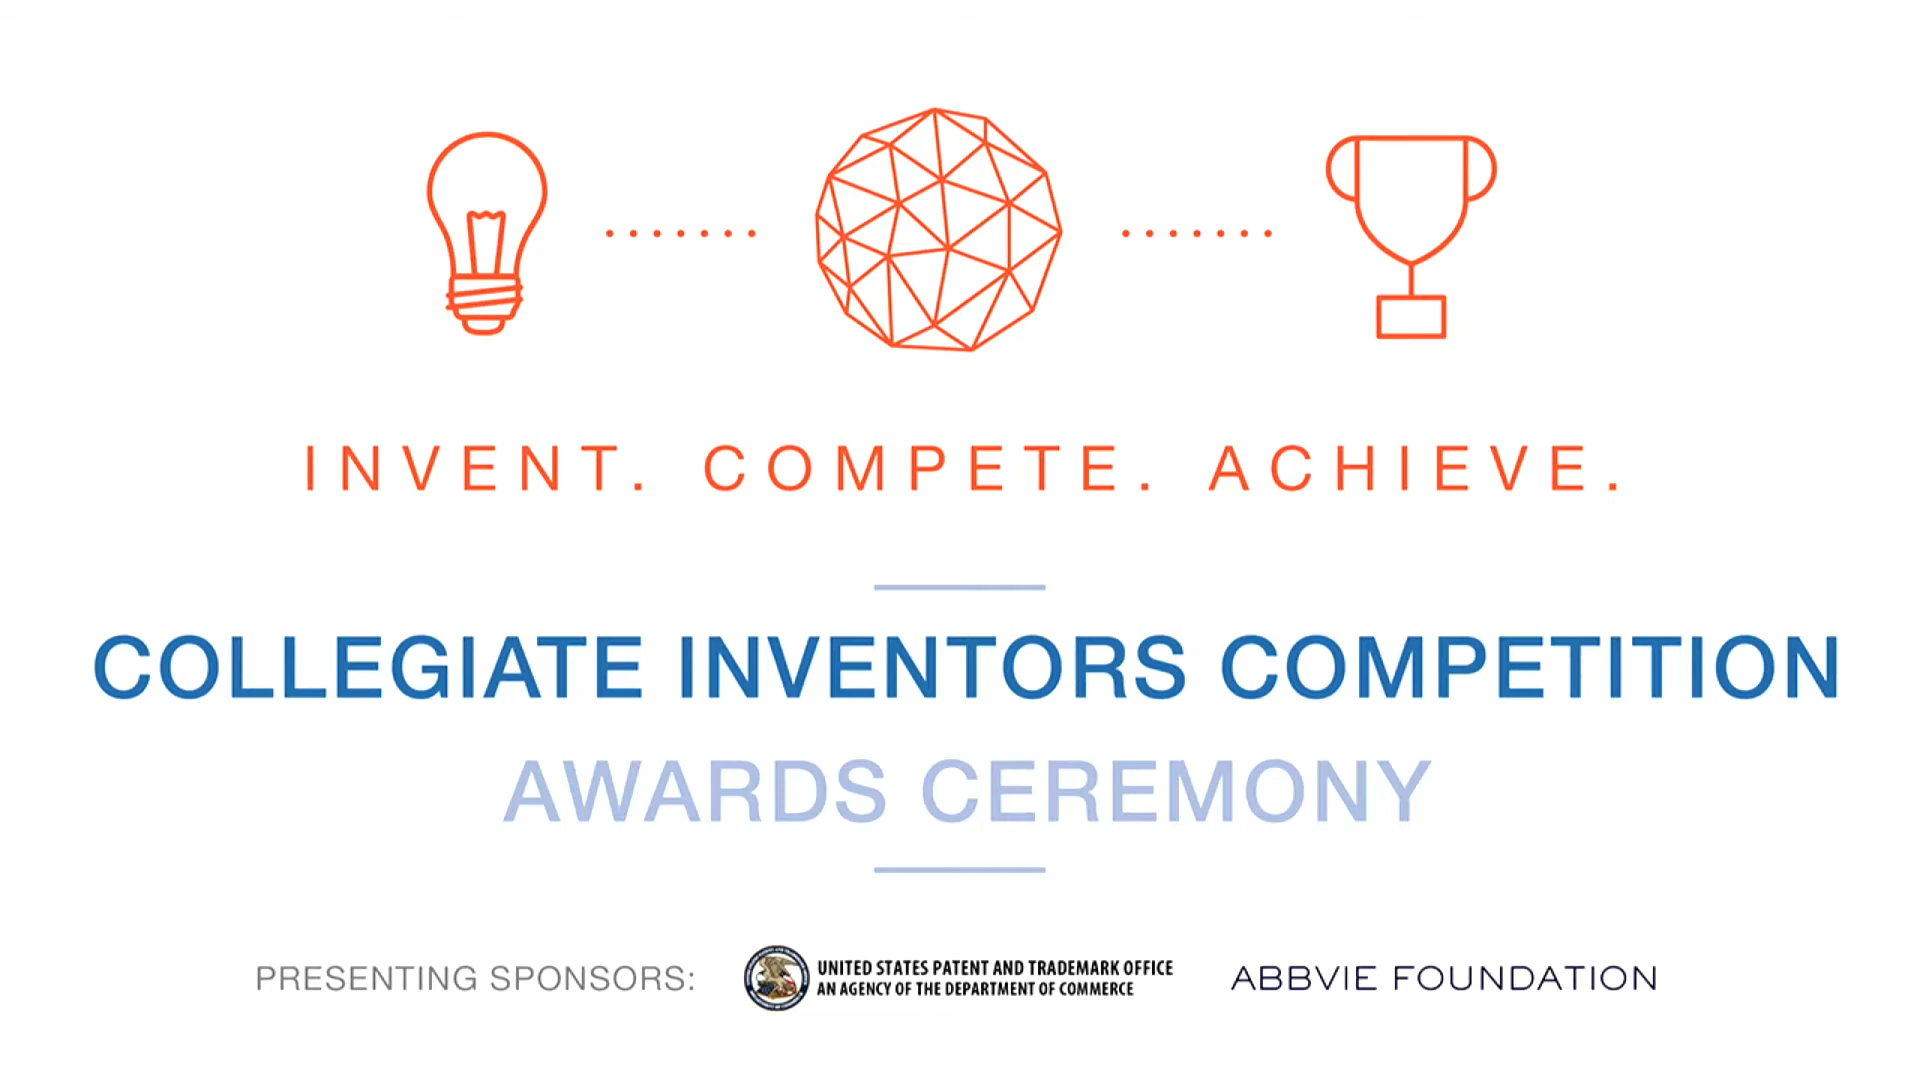 INVENT. COMPETE. ACHIEVE.
COLLEGIATE INVENTORS COMPETITION
AWARDS CEREMONY
PRESENTING SPONSORS:
UNITED STATES PATENT AND TRADEMARK OFFICE
AN AGENCY OF THE DEPARTMENT OF COMMERCE
ABBVIE FOUNDATION